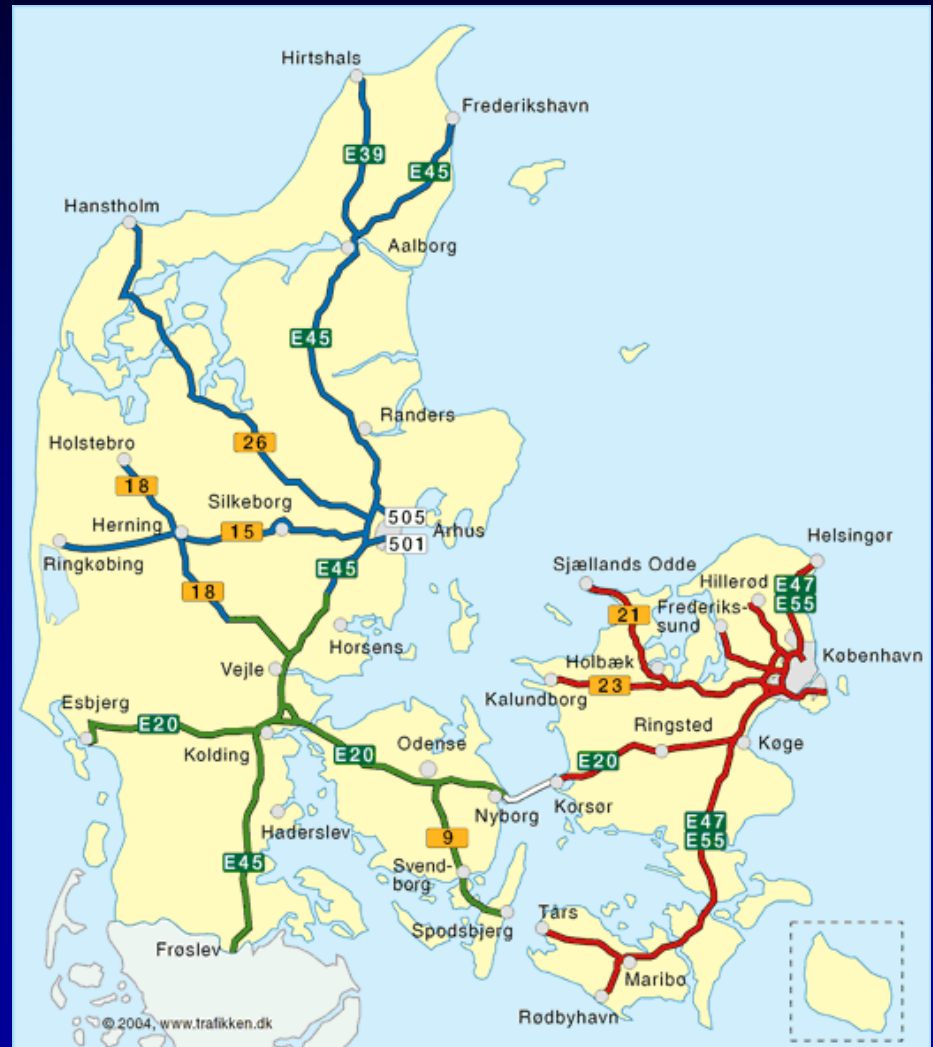 Hirtshals
Frederikshavn
E39
E45
Hanstholm
Aalborg
E45
Randers
Holstebro
26
18
Silkeborg
505
Herning
15
Århus
501
Ringkøbing
E45
18
Horsens
Vejle
Esbjerg
E20
Kolding
E20
Odense
Nyborg
Haderslev
9
E45
Svend-
borg
Spodsbjerg
Frøslev
Helsingør
Sjællands Odde
Hillerød
E47
E55
21
Frederiks-
sund
København
Holbæk
23
Kalundborg
Ringsted
Køge
E20
Korsør
E47
E55
Tårs
Maribo
Rødbyhavn
© 2004, www.trafikken.dk